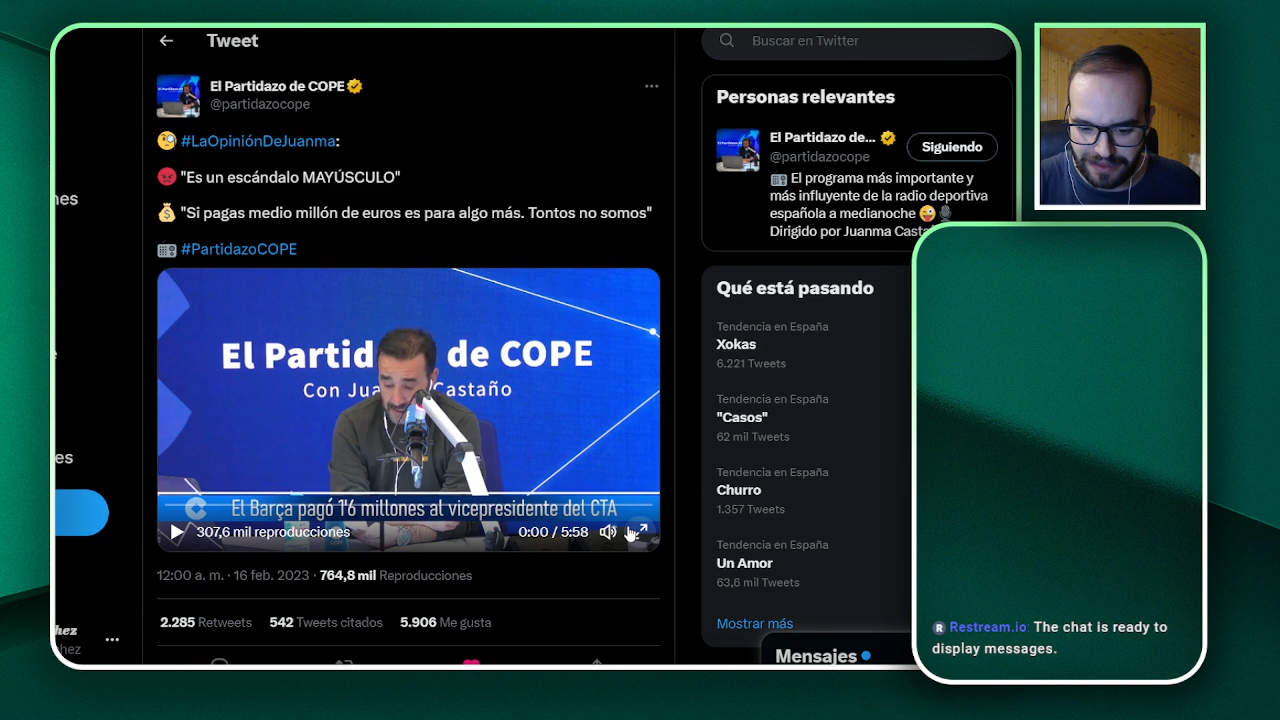 Tweet
El Partidazo de COPE
@partidazocope
#LaOpiniónDeJuanma:
"Es un escándalo MAYÚSCULO"
"Si pagas medio millón de euros es para algo más. Tontos no somos"
#PartidazoCOPE
El Partid de COPE
Con Jua Castaño
El Barça pagó 1'6 millones al vicepresidente del CTA
307,6 mil reproducciones
0:00 / 5:58
12:00 a. m. · 16 feb. 2023 · 764,8 mil Reproducciones
2.285 Retweets 542 Tweets citados 5.906 Me gusta
Buscar en Twitter
Personas relevantes
El Partidazo de...
@partidazocope
Siguiendo
El programa más importante y
más influyente de la radio deportiva
española a medianoche
Dirigido por Juanma Casta
Qué está pasando
Tendencia en España
Xokas
6.221 Tweets
Tendencia en España
"Casos"
62 mil Tweets
Tendencia en España
Churro
1.357 Tweets
Tendencia en España
Un Amor
63,6 mil Tweets
Mostrar más
Mensajes
nes
es
hez
hez
R Restream.io: The chat is ready to
display messages.